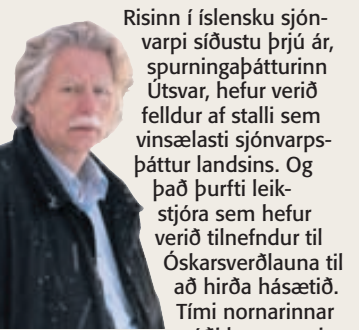 Risinn í íslensku sjón-
varpi síðustu þrjú ár,
spurningaþátturinn
Útsvar, hefur verið
felldur af stalli sem
vinsælasti sjónvarps-
þáttur landsins. Og
það þurfti leik-
stjóra sem hefur
verið tilnefndur til
Óskarsverðlauna til
að hirða hásætið.
Tími nornarinnar